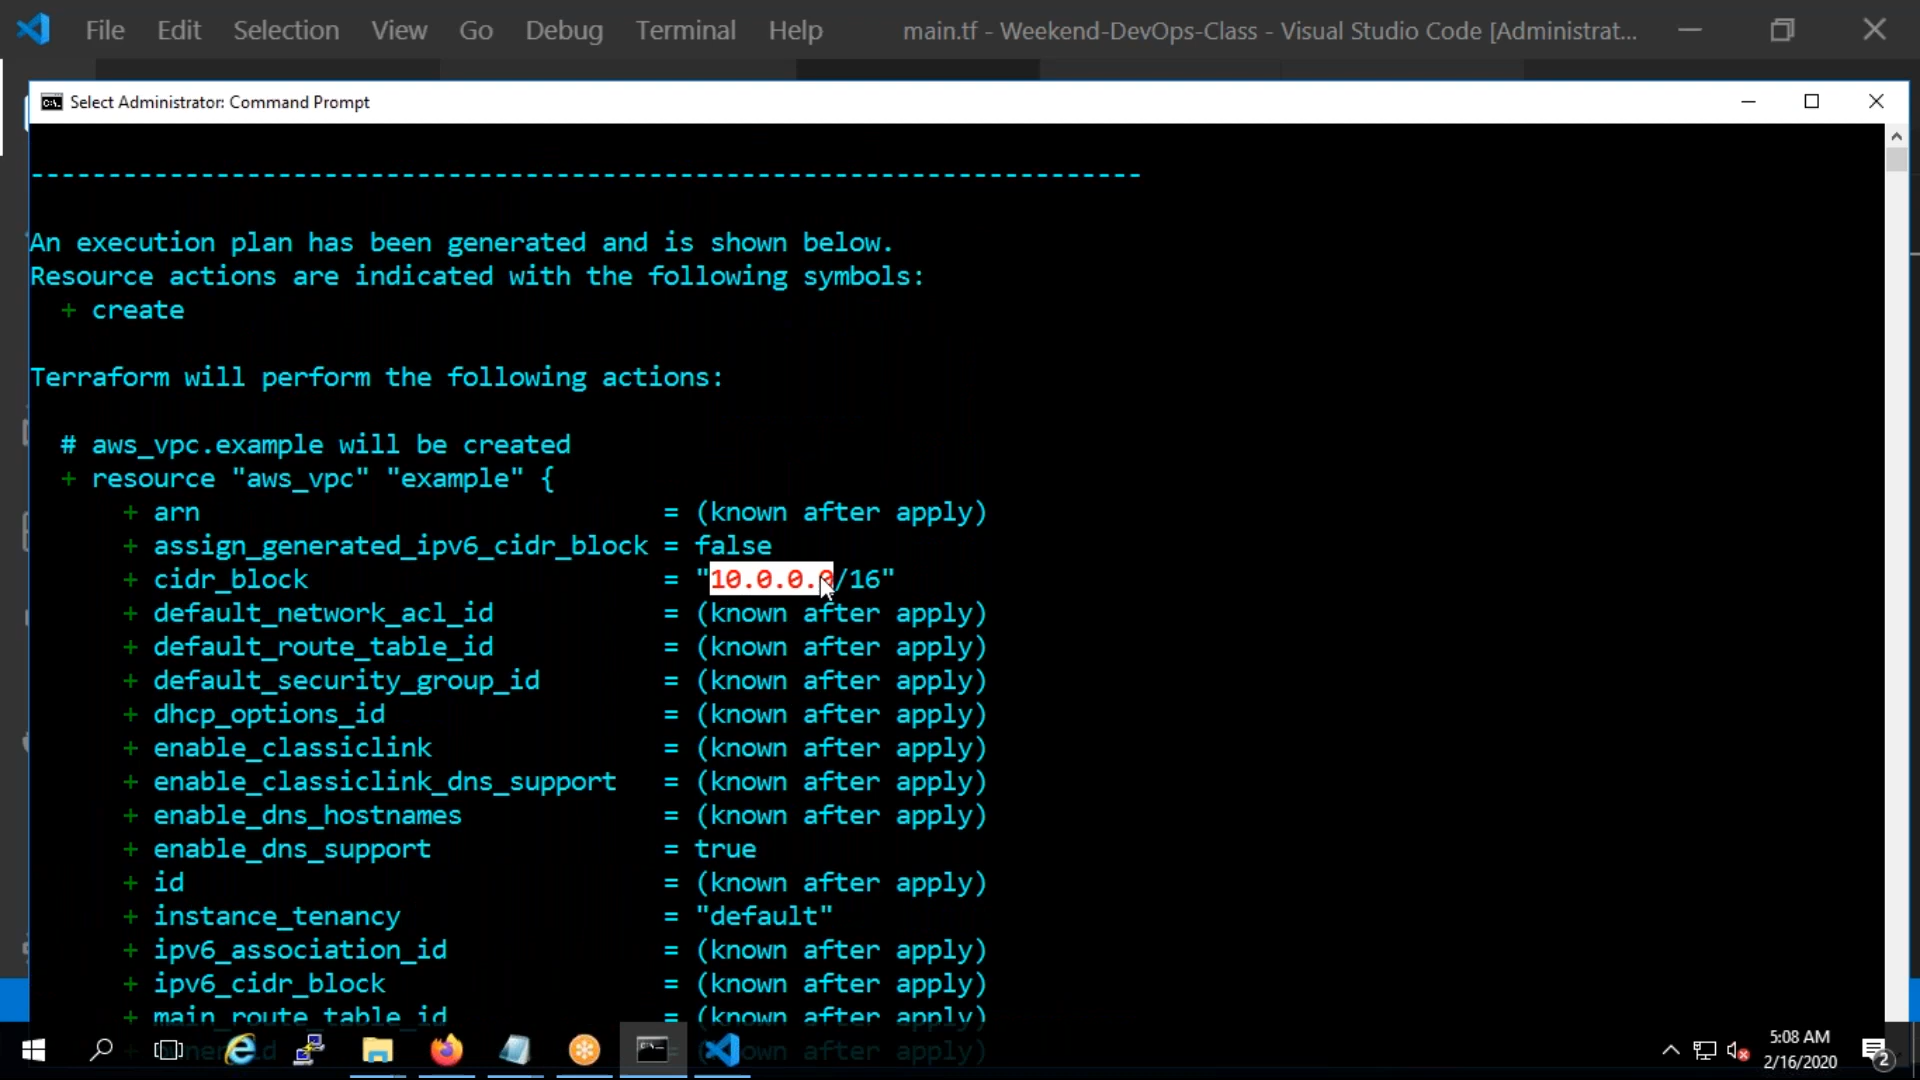 File Edit Selection View Go Debug Terminal Help main.tf - Weekend-DevOps-Class - Visual Studio Code [Administrat...
Select Administrator: Command Prompt
------------------------------------------------------------------------
An execution plan has been generated and is shown below.
Resource actions are indicated with the following symbols:
+ create
Terraform will perform the following actions:
# aws_vpc.example will be created
+ resource "aws_vpc" "example" {
+ arn = (known after apply)
+ assign_generated_ipv6_cidr_block = false
+ cidr_block = "10.0.0.0/16"
+ default_network_acl_id = (known after apply)
+ default_route_table_id = (known after apply)
+ default_security_group_id = (known after apply)
+ dhcp_options_id = (known after apply)
+ enable_classiclink = (known after apply)
+ enable_classiclink_dns_support = (known after apply)
+ enable_dns_hostnames = (known after apply)
+ enable_dns_support = true
+ id = (known after apply)
+ instance_tenancy = "default"
+ ipv6_association_id = (known after apply)
+ ipv6_cidr_block = (known after apply)
+ main_route_table_id = (known after apply)
after apply)
5:08 AM
2/16/2020
2